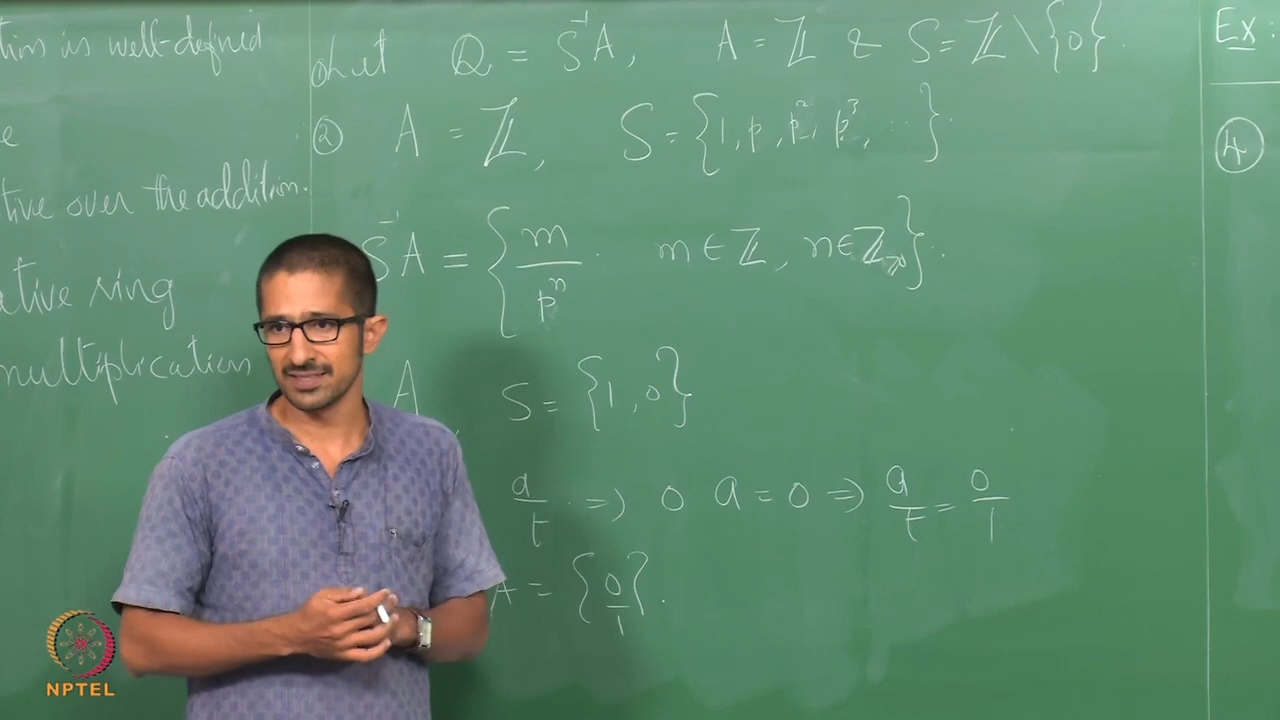 tion is well-defined
e
tive over the addition.
ative ring
multiplication
① Let Q = S⁻¹A, A = ℤ & S = ℤ \ {0}.
② A = ℤ, S = {1, p, p², p³, ...}.
S⁻¹A = { m/pⁿ . m ∈ ℤ, n ∈ ℤ≥0 }.
A S = {1, 0}
a/t ⇒ 0 a = 0 ⇒ a/t = 0/1
A = {0/1}.
Ex:
④
NPTEL